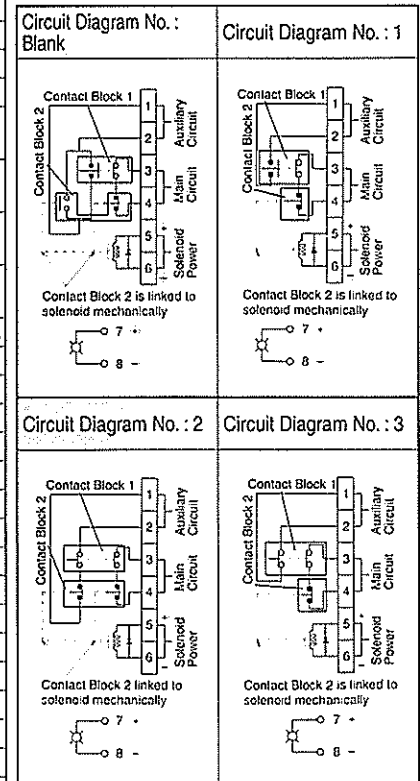 Circuit Diagram No. :
Blank
Contact Block 1
Contact Block 2
1
2
3
4
5
6
Auxiliary
Circuit
Main
Circuit
+
Solenoid
Power
−
Contact Block 2 is linked to
solenoid mechanically
7 +
8 −
Circuit Diagram No. : 1
Contact Block 1
Contact Block 2
1
2
3
4
5
6
Auxiliary
Circuit
Main
Circuit
+
Solenoid
Power
−
Contact Block 2 is linked to
solenoid mechanically
7 +
8 −
Circuit Diagram No. : 2
Contact Block 1
Contact Block 2
1
2
3
4
5
6
Auxiliary
Circuit
Main
Circuit
+
Solenoid
Power
−
Contact Block 2 linked to
solenoid mechanically
7 +
8 −
Circuit Diagram No. : 3
Contact Block 1
Contact Block 2
1
2
3
4
5
6
Auxiliary
Circuit
Main
Circuit
+
Solenoid
Power
−
Contact Block 2 is linked to
solenoid mechanically
7 +
8 −